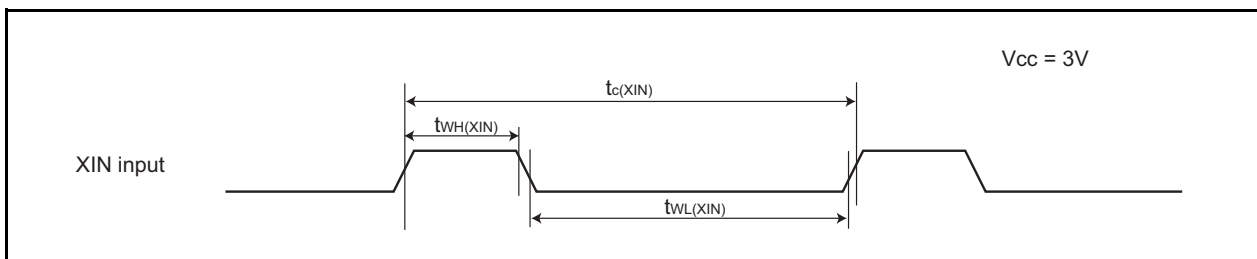 Vcc = 3V
tc(XIN)
tWH(XIN)
XIN input
tWL(XIN)